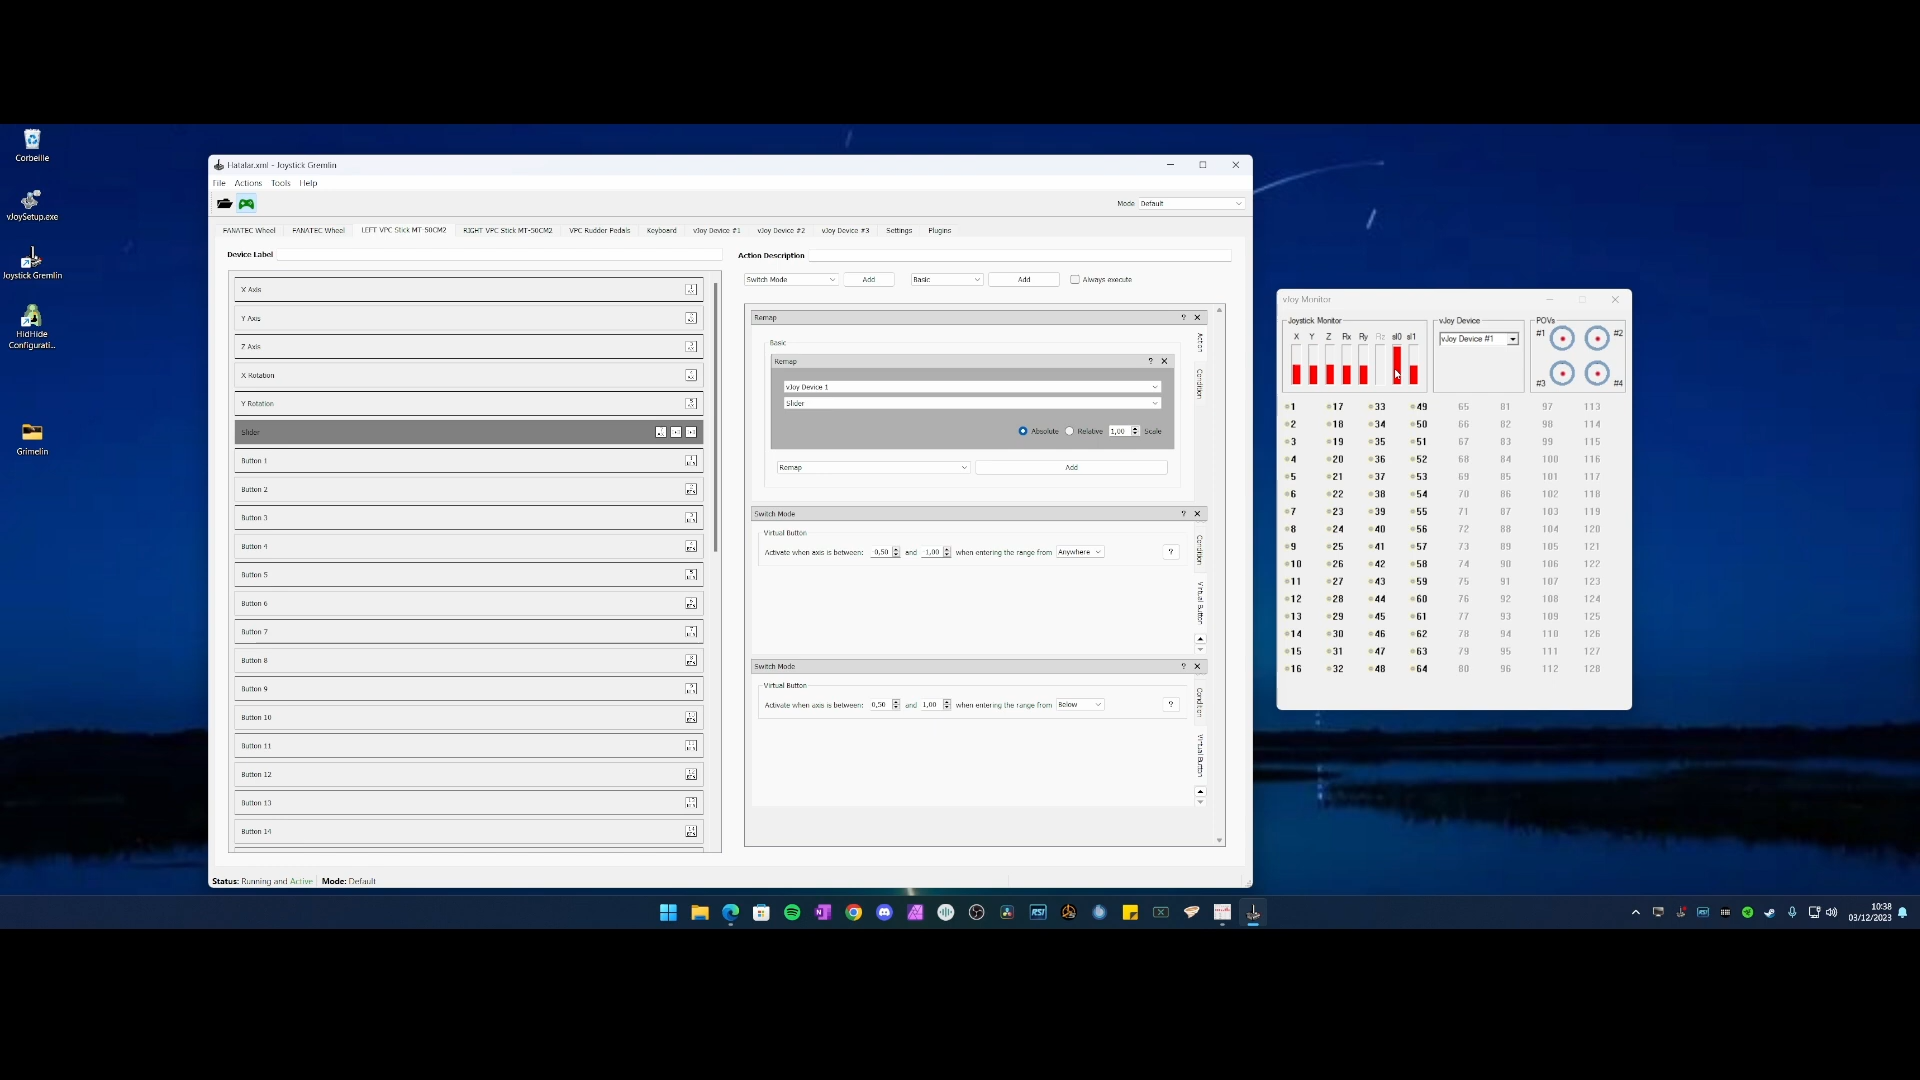 Corbeille
vJoySetup.exe
Joystick Gremlin
HidHide
Configurati...
Grimelin
Hatalar.xml - Joystick Gremlin
File Actions Tools Help
Mode Default
FANATEC Wheel FANATEC Wheel LEFT VPC Stick MT-50CM2 RIGHT VPC Stick MT-50CM2 VPC Rudder Pedals Keyboard vJoy Device #1 vJoy Device #2 vJoy Device #3 Settings Plugins
Device Label
X Axis
Y Axis
Z Axis
X Rotation
Y Rotation
Slider
Button 1
Button 2
Button 3
Button 4
Button 5
Button 6
Button 7
Button 8
Button 9
Button 10
Button 11
Button 12
Button 13
Button 14
Action Description
Switch Mode Add Basic Add Always execute
Remap ?
Action
Condition
Basic
Remap ?
vJoy Device 1
Slider
Absolute Relative 1,00 Scale
Remap Add
Switch Mode ?
Virtual Button
Activate when axis is between: 0,50 and 1,00 when entering the range from Anywhere ?
Condition
Virtual Button
Switch Mode ?
Virtual Button
Activate when axis is between: 0,50 and 1,00 when entering the range from Below ?
Condition
Virtual Button
Status: Running and Active Mode: Default
vJoy Monitor
Joystick Monitor vJoy Device POVs
X Y Z Rx Ry Rz sl0 sl1
vJoy Device #1
#1 #2
#3 #4
1 17 33 49 65 81 97 113
2 18 34 50 66 82 98 114
3 19 35 51 67 83 99 115
4 20 36 52 68 84 100 116
5 21 37 53 69 85 101 117
6 22 38 54 70 86 102 118
7 23 39 55 71 87 103 119
8 24 40 56 72 88 104 120
9 25 41 57 73 89 105 121
10 26 42 58 74 90 106 122
11 27 43 59 75 91 107 123
12 28 44 60 76 92 108 124
13 29 45 61 77 93 109 125
14 30 46 62 78 94 110 126
15 31 47 63 79 95 111 127
16 32 48 64 80 96 112 128
RSI
10:38
03/12/2023